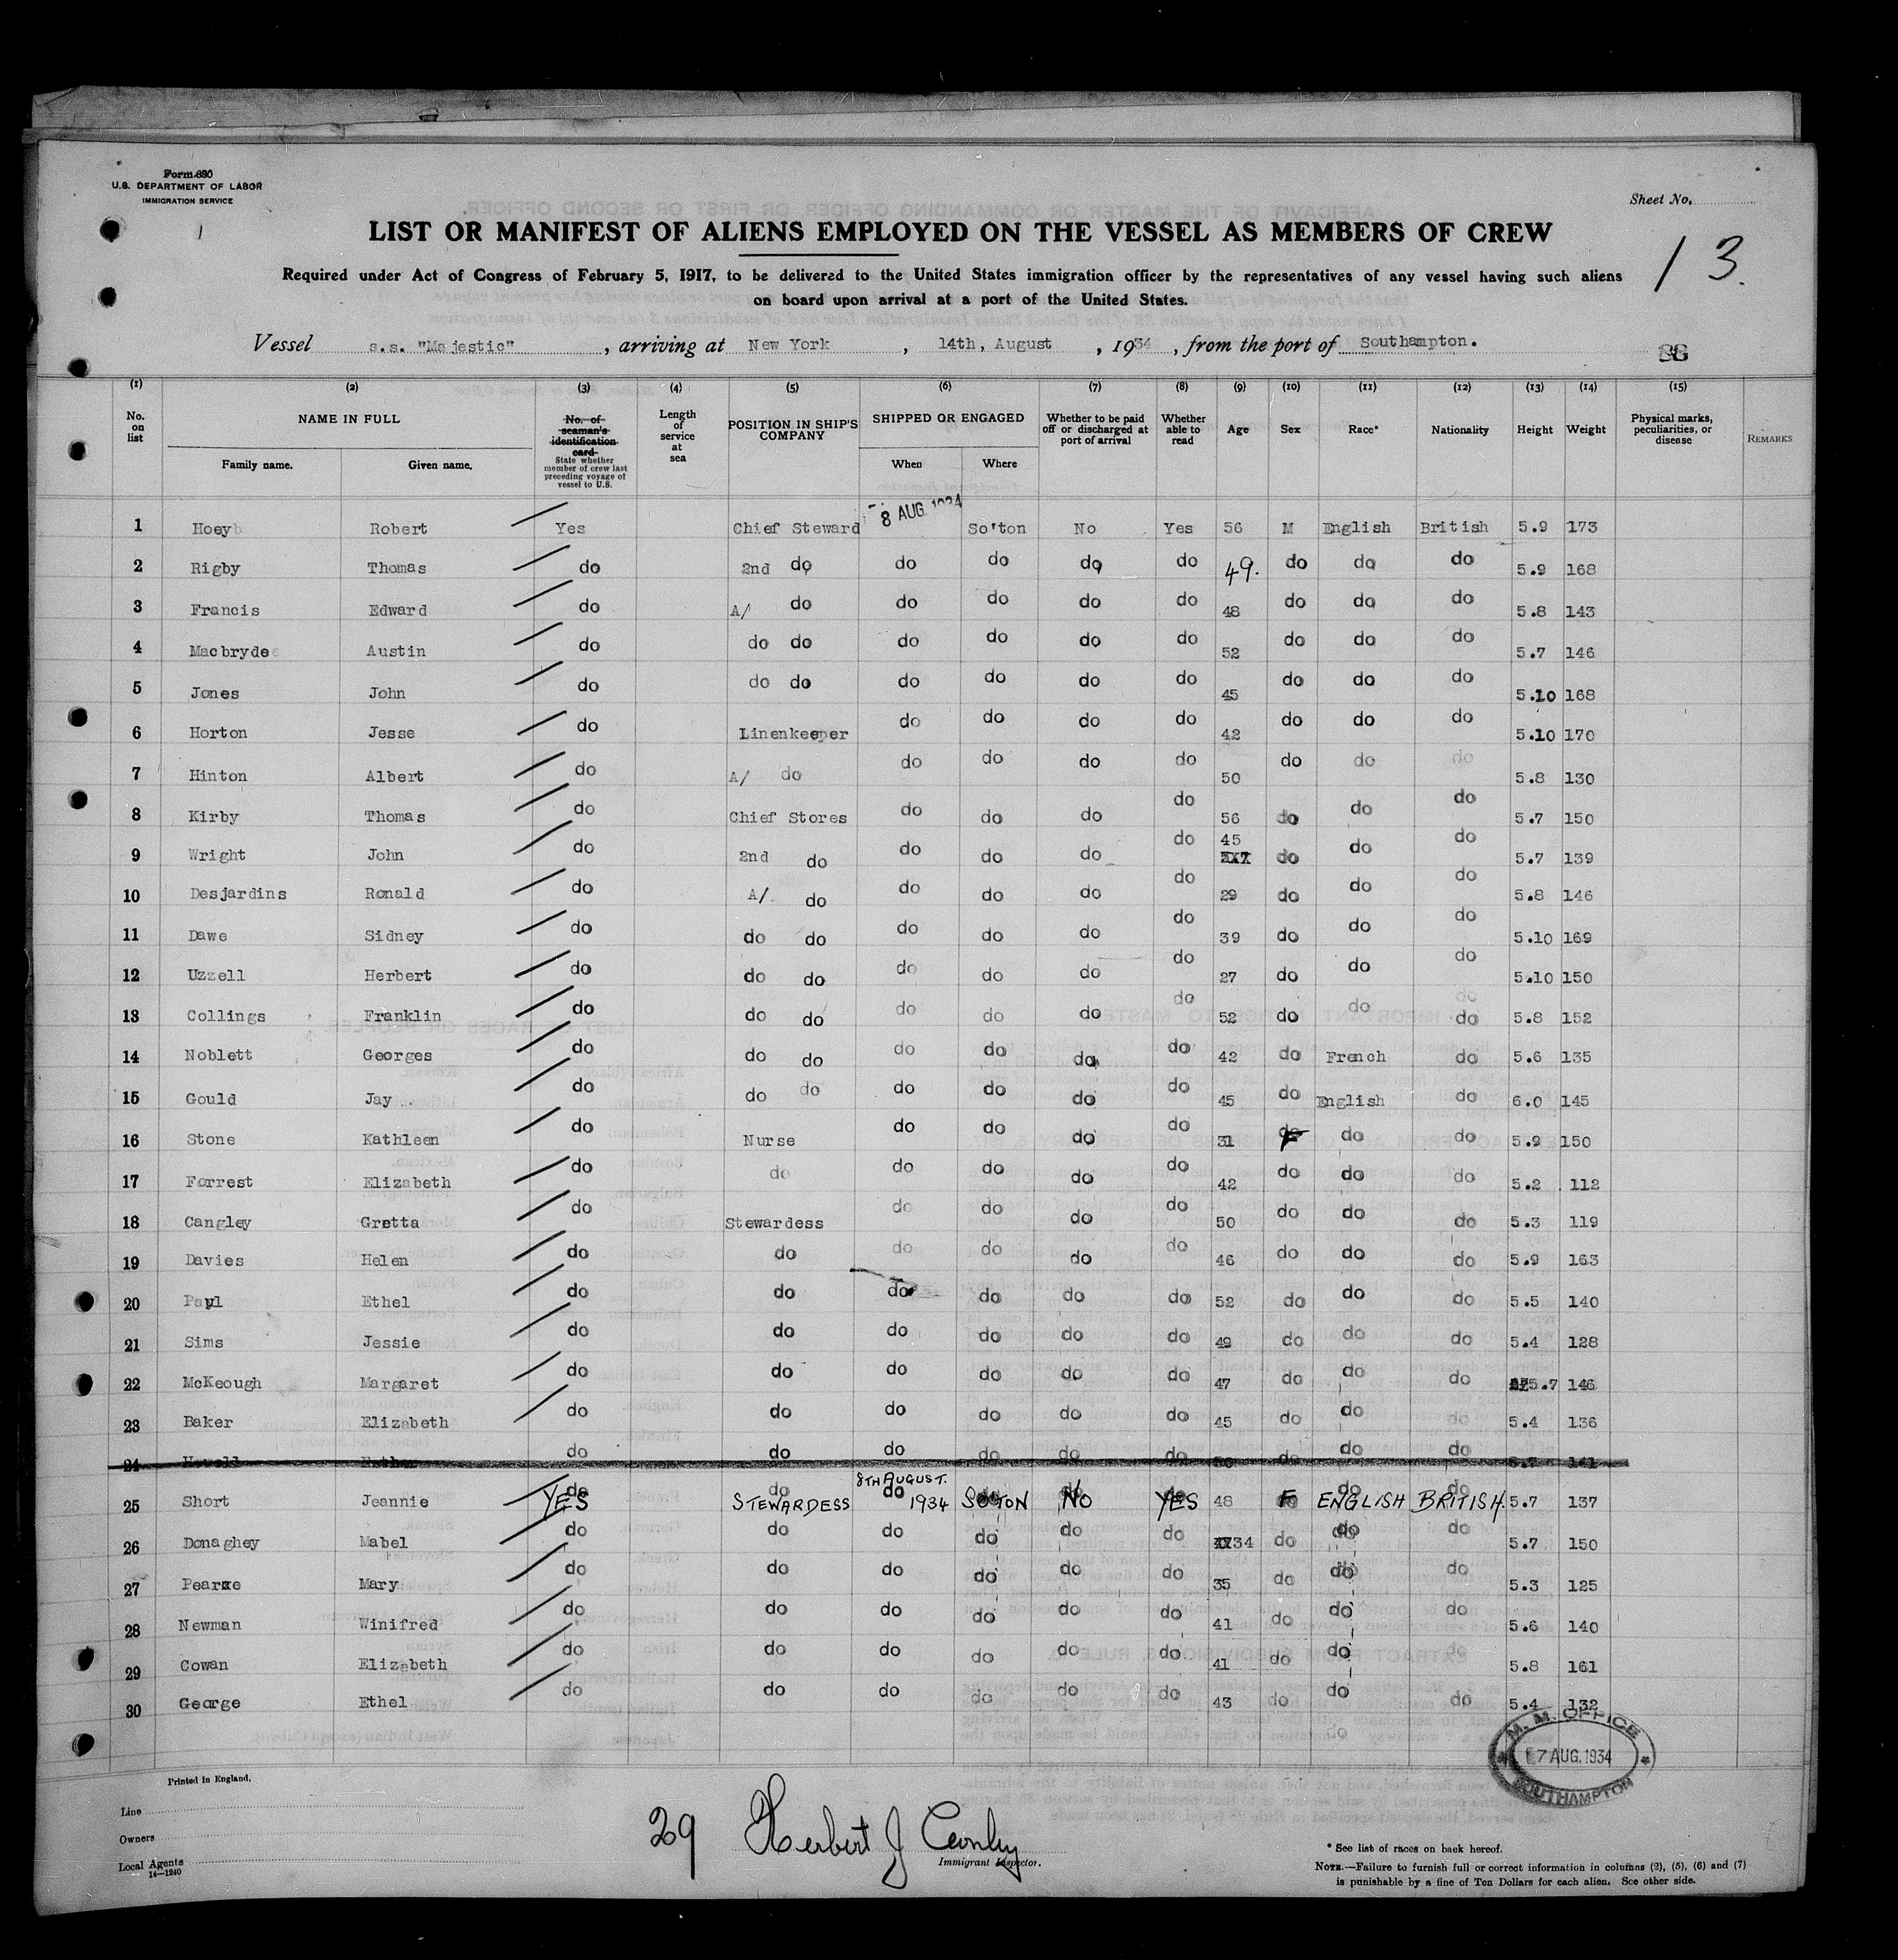 Form 680
U.S. DEPARTMENT OF LABOR
IMMIGRATION SERVICE
Sheet No.
LIST OR MANIFEST OF ALIENS EMPLOYED ON THE VESSEL AS MEMBERS OF CREW
13.
Required under Act of Congress of February 5, 1917, to be delivered to the United States immigration officer by the representatives of any vessel having such aliens
on board upon arrival at a port of the United States.
Vessel s.s. "Majestic", arriving at New York, 14th, August, 1934, from the port of Southampton.
(1) (2) (3) (4) (5) (6) (7) (8) (9) (10) (11) (12) (13) (14) (15)
No. on list NAME IN FULL Family name. Given name. No. of seaman's identification card State whether member of crew last preceding voyage of vessel to U.S. Length of service at sea POSITION IN SHIP'S COMPANY SHIPPED OR ENGAGED When Where Whether to be paid off or discharged at port of arrival Whether able to read Age Sex Race* Nationality Height Weight Physical marks, peculiarities, or disease REMARKS
1 Hoey Robert Yes Chief Steward 8 AUG 1934 So'ton No Yes 56 M English British 5.9 173
2 Rigby Thomas do 2nd do do do do do 49. do do do 5.9 168
3 Francis Edward do A/ do do do do do 48 do do do 5.8 143
4 Macbryde Austin do do do do do do do 52 do do do 5.7 146
5 Jones John do do do do do do do 45 do do do 5.10 168
6 Horton Jesse do Linenkeeper do do do do 42 do do do 5.10 170
7 Hinton Albert do A/ do do do do do 50 do do do 5.8 130
8 Kirby Thomas do Chief Stores do do do do 56 do do do 5.7 150
9 Wright John do 2nd do do do do do 45 do do do 5.7 139
10 Desjardins Ronald do A/. do do do do do 29 do do do 5.8 146
11 Dawe Sidney do do do do do do do 39 do do do 5.10 169
12 Uzzell Herbert do do do do do do do 27 do do do 5.10 150
13 Collings Franklin do do do do do do do 52 do do do do 5.8 152
14 Noblett Georges do do do do do do do 42 do French do 5.6 135
15 Gould Jay do do do do do do do 45 do English do 6.0 145
16 Stone Kathleen do Nurse do do do do 31 F do do 5.9 150
17 Forrest Elizabeth do do do do do do 42 do do do 5.2 112
18 Cangley Gretta do Stewardess do do do do 50 do do do 5.3 119
19 Davies Helen do do do do do do 46 do do do 5.9 163
20 Paul Ethel do do do do do do 52 do do do 5.5 140
21 Sims Jessie do do do do do do 49 do do do 5.4 128
22 McKeough Margaret do do do do do do 47 do do do 5.7 146
23 Baker Elizabeth do do do do do do 45 do do do 5.4 136
24 do do do do do do do do do 5.7 141
25 Short Jeannie YES STEWARDESS 8TH AUGUST. 1934 SOTON NO YES 48 F ENGLISH BRITISH. 5.7 137
26 Donaghey Mabel do do do do do do 34 do do do 5.7 150
27 Pearce Mary do do do do do do 35 do do do 5.3 125
28 Newman Winifred do do do do do do 41 do do do 5.6 140
29 Cowan Elizabeth do do do do do do 41 do do do 5.8 161
30 George Ethel do do do do do do 43 do do do 5.4 132
do
M. M. OFFICE
7 AUG. 1934
SOUTHAMPTON
Printed in England.
Line
Owners
Local Agents
14—1240
29 Herbert J
Immigrant Inspector.
* See list of races on back hereof.
NOTE.—Failure to furnish full or correct information in columns (2), (5), (6) and (7)
is punishable by a fine of Ten Dollars for each alien. See other side.